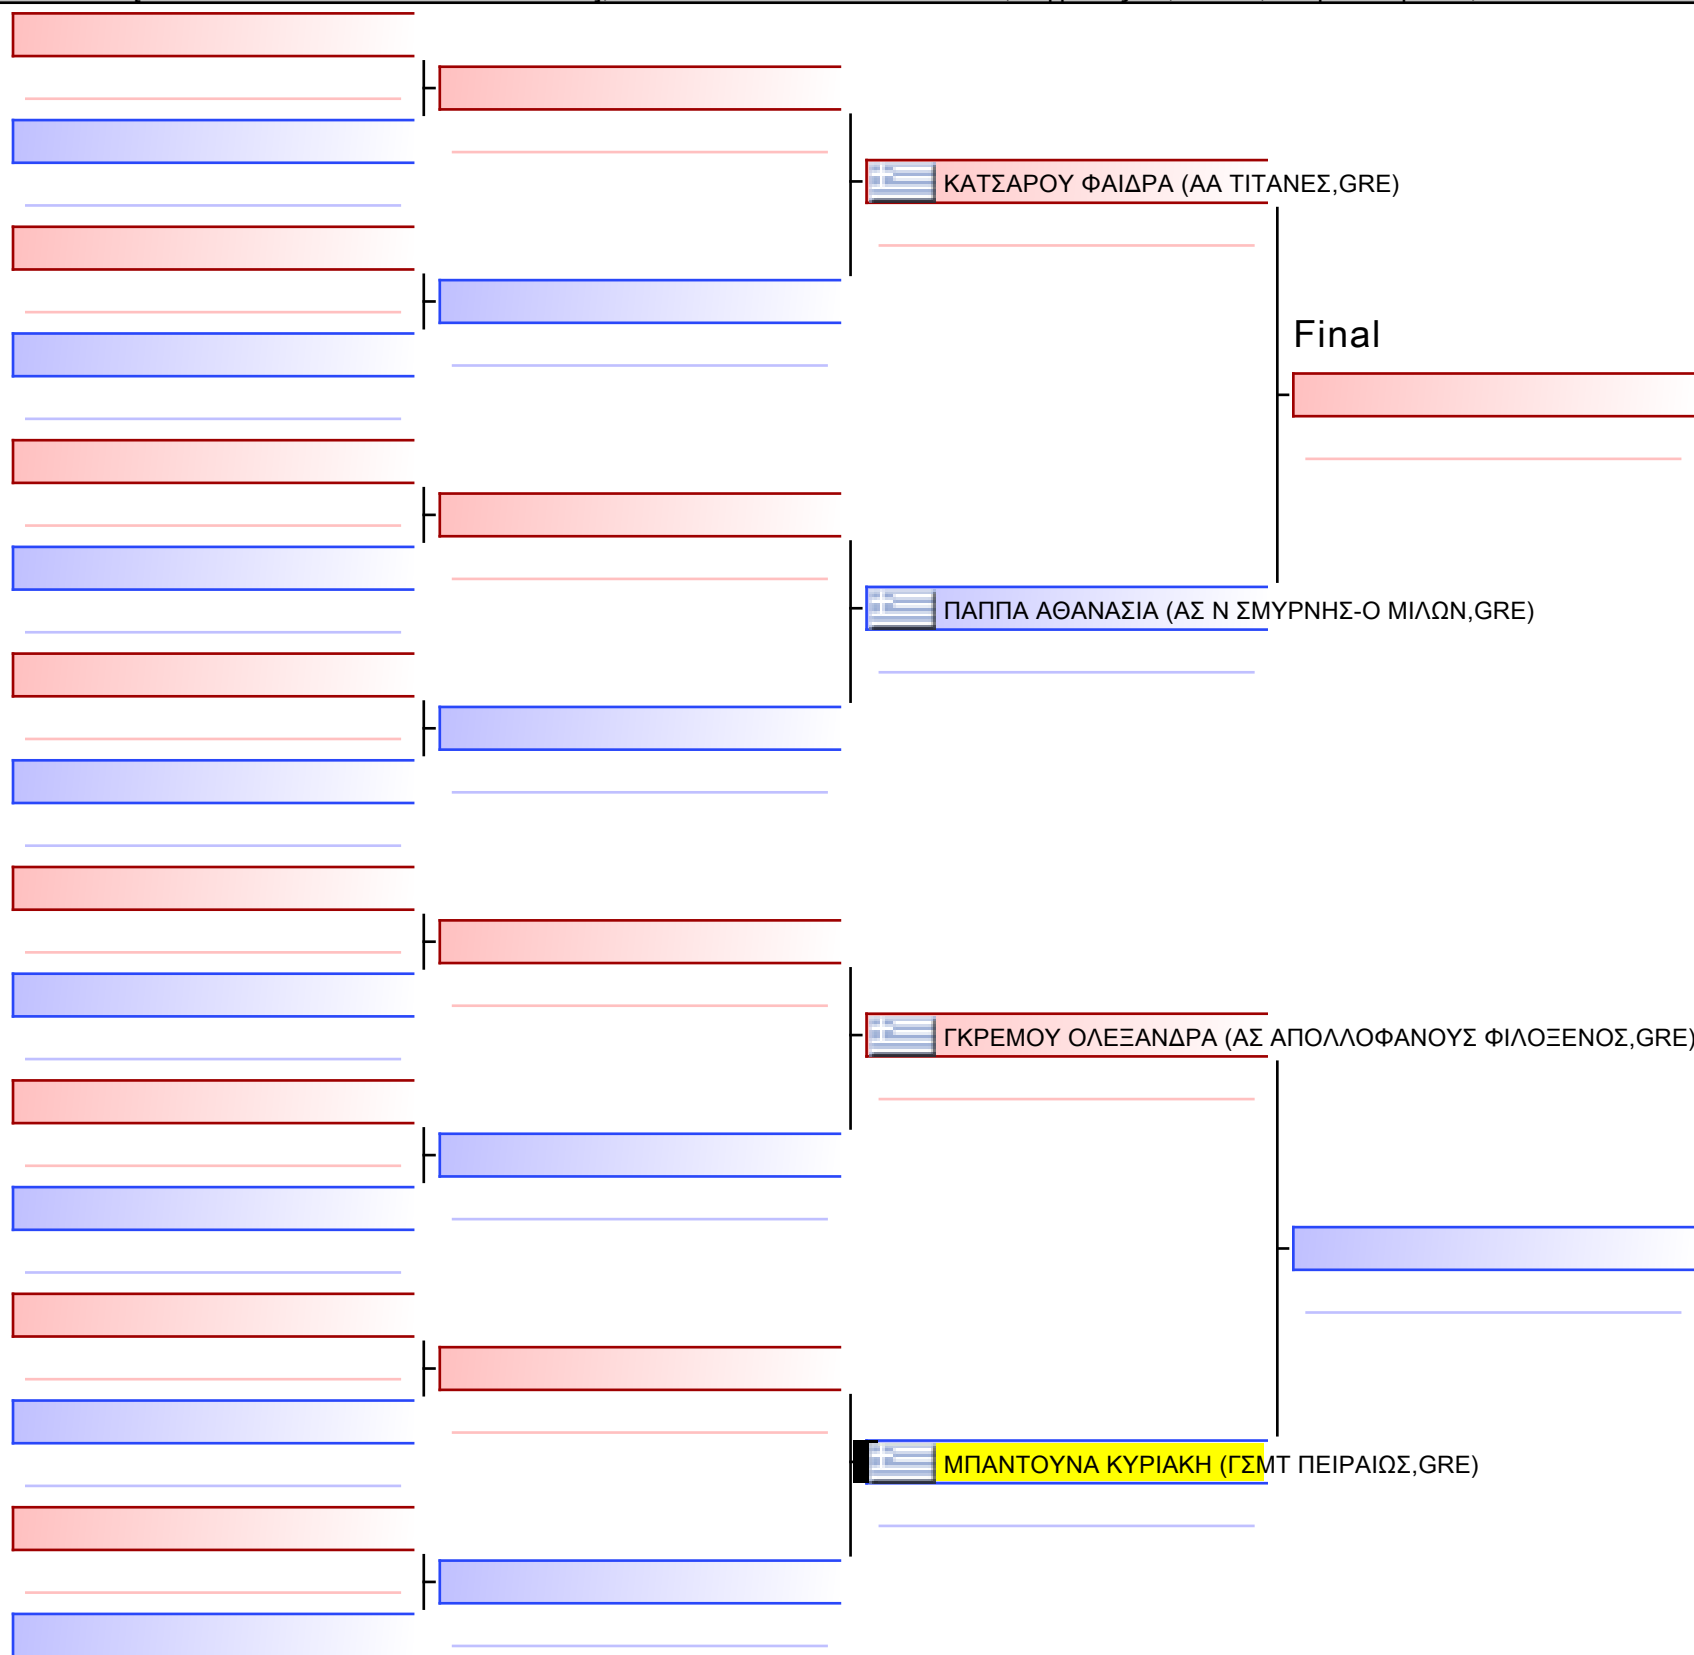 ΚΑΤΣΑΡΟΥ ΦΑΙΔΡΑ (ΑΑ ΤΙΤΑΝΕΣ,GRE)
Final
ΠΑΠΠΑ ΑΘΑΝΑΣΙΑ (ΑΣ Ν ΣΜΥΡΝΗΣ-Ο ΜΙΛΩΝ,GRE)
ΓΚΡΕΜΟΥ ΟΛΕΞΑΝΔΡΑ (ΑΣ ΑΠΟΛΛΟΦΑΝΟΥΣ ΦΙΛΟΞΕΝΟΣ,GRE)
ΜΠΑΝΤΟΥΝΑ ΚΥΡΙΑΚΗ (ΓΣΜΤ ΠΕΙΡΑΙΩΣ,GRE)